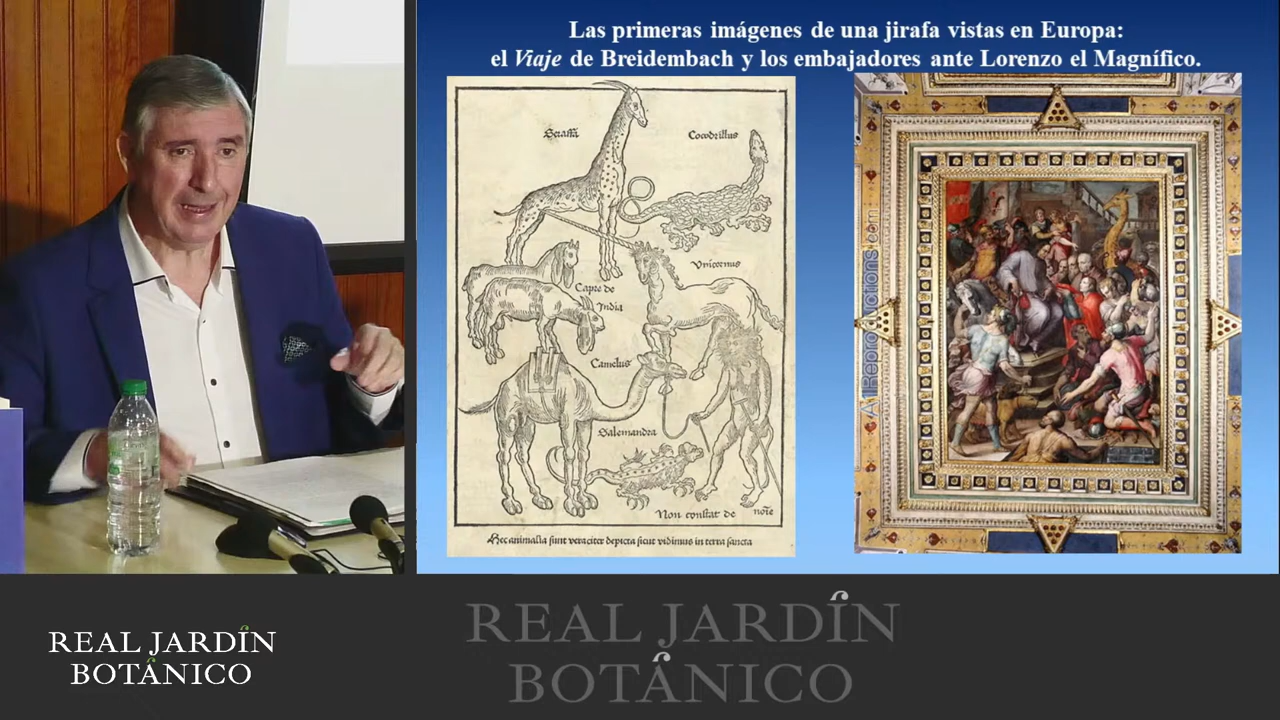 Las primeras imágenes de una jirafa vistas en Europa:
el Viaje de Breidembach y los embajadores ante Lorenzo el Magnífico.
Seraffa
Cocodrillus
Vnicornus
Capre de
India
Camelus
Salemandra
Non constat de noīe
Hec animalia sunt veraciter depicta sicut vidimus in terra sancta
REAL JARDÍN
BOTÁNICO
REAL JARDÍN
BOTÁNICO